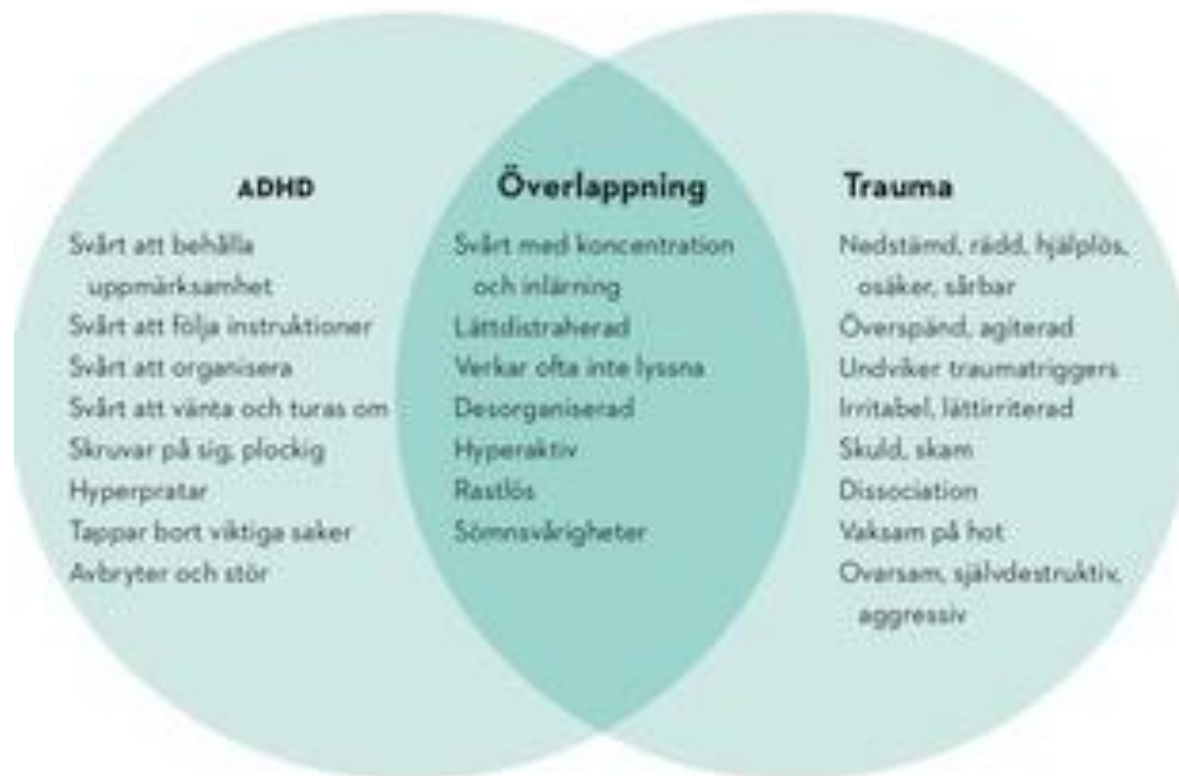 ADHD
Svårt att behålla
uppmärksamhet
Svårt att följa instruktioner
Svårt att organisera
Svårt att vänta och turas om
Skruvar på sig, plockig
Hyperpratar
Tappar bort viktiga saker
Avbryter och stör
Överlappning
Svårt med koncentration
och inlärning
Lättdistraherad
Verkar ofta inte lyssna
Desorganiserad
Hyperaktiv
Rastlös
Sömnsvårigheter
Trauma
Nedstämd, rädd, hjälplös,
osäker, sårbar
Överspänd, agiterad
Undviker traumatriggers
Irritabel, lättirriterad
Skuld, skam
Dissociation
Vaksam på hot
Ovarsam, självdestruktiv,
aggressiv